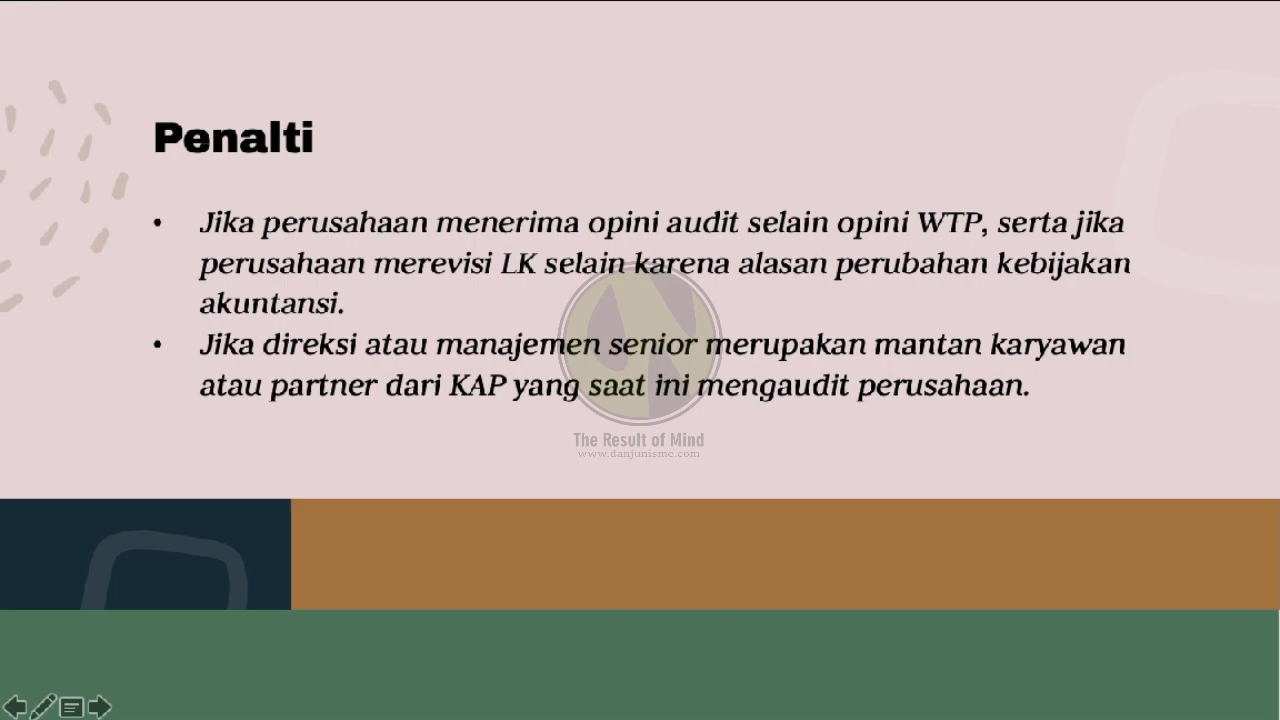 Penalti
• Jika perusahaan menerima opini audit selain opini WTP, serta jika
perusahaan merevisi LK selain karena alasan perubahan kebijakan
akuntansi.
• Jika direksi atau manajemen senior merupakan mantan karyawan
atau partner dari KAP yang saat ini mengaudit perusahaan.
The Result of Mind
www.danjunisme.com